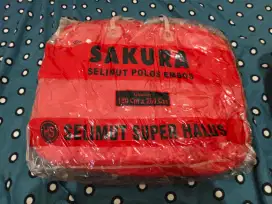 SAKURA
SELIMUT POLOS EMBOS
SELIMUT SUPER HALUS